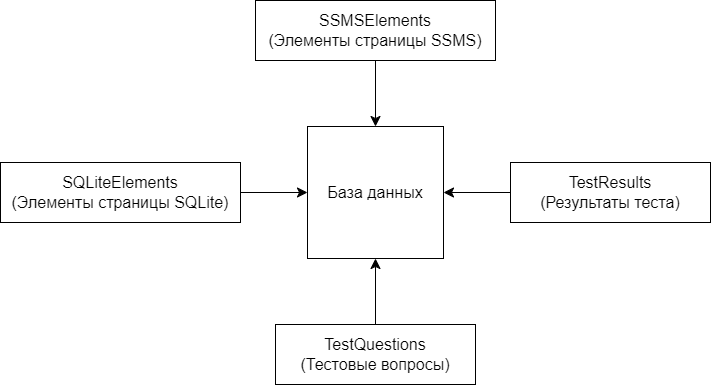 SSMSElements
(Элементы страницы SSMS)
SQLiteElements
(Элементы страницы SQLite)
База данных
TestResults
(Результаты теста)
TestQuestions
(Тестовые вопросы)